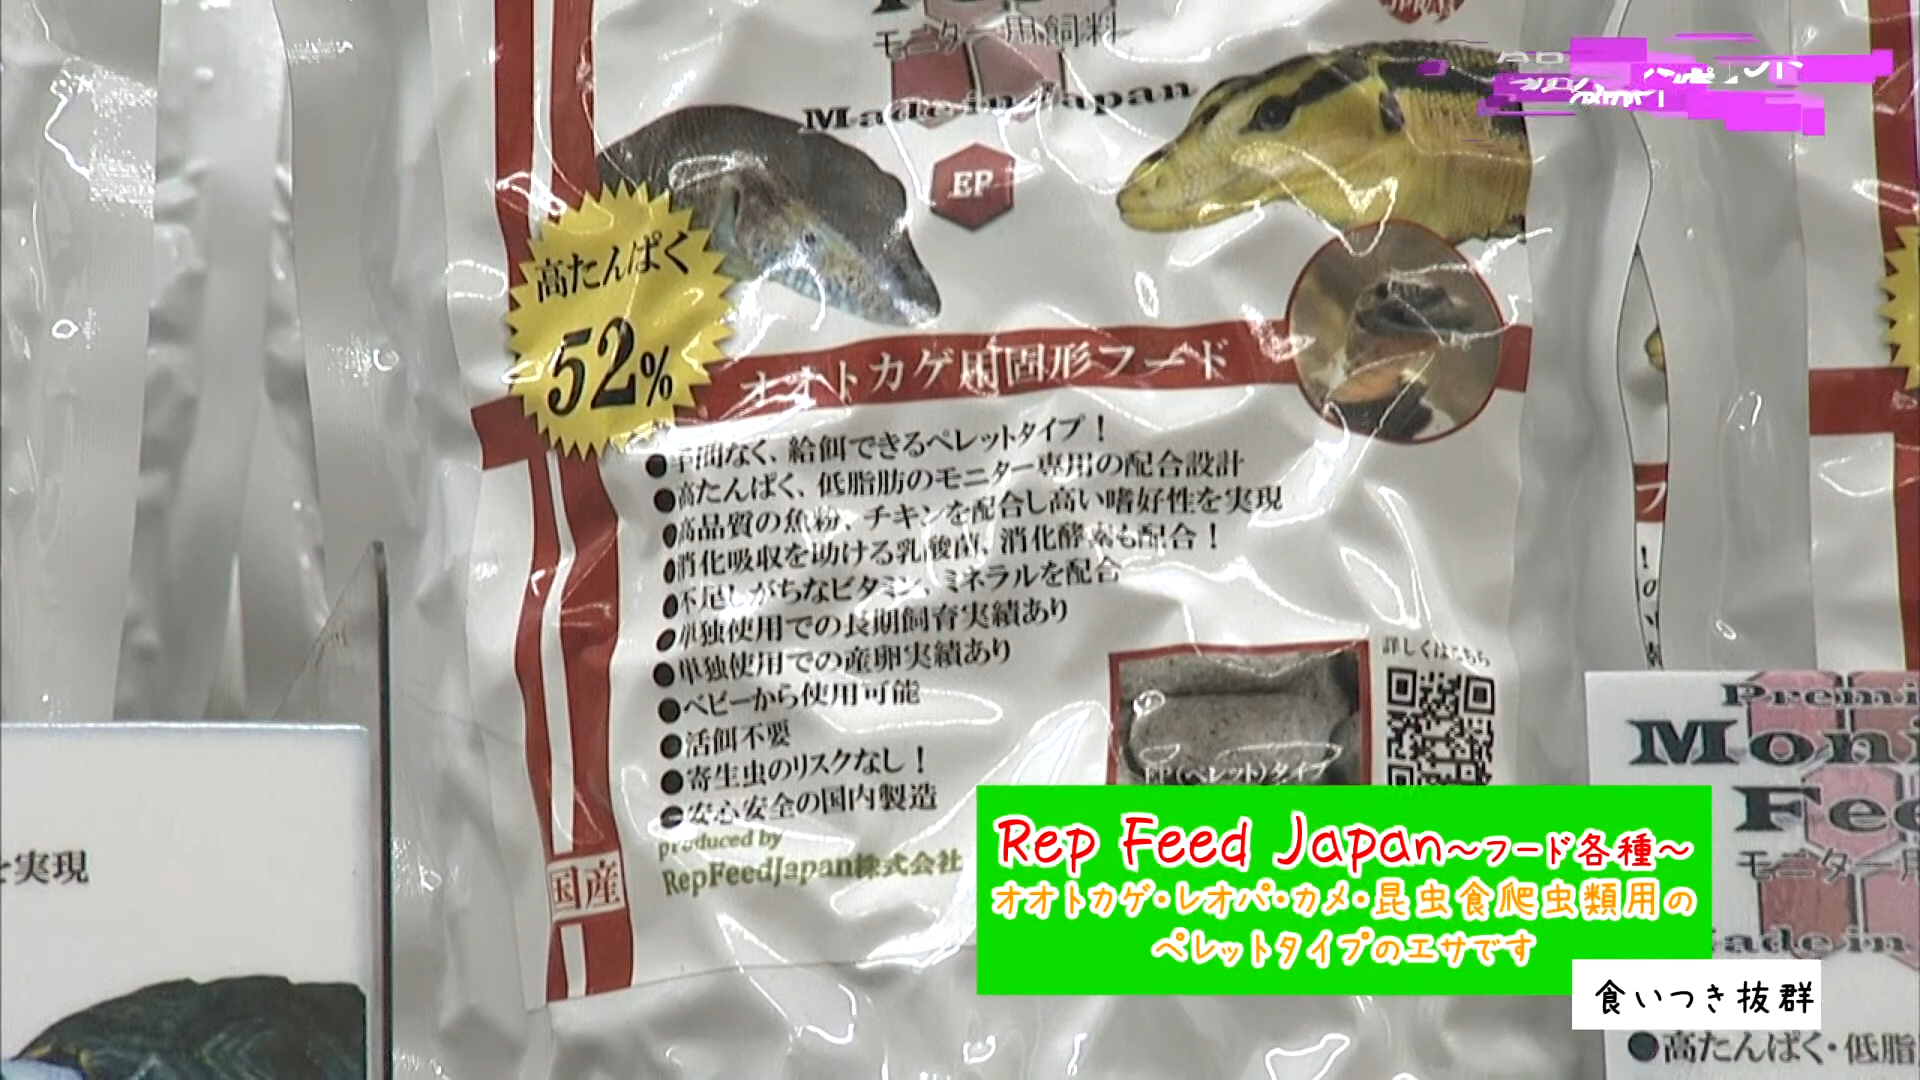 モニター用飼料
Made in Japan
EP
高たんぱく
52%
オオトカゲ用固形フード
●手間なく、給餌できるペレットタイプ！
●高たんぱく、低脂肪のモニター専用の配合設計
●高品質の魚粉、チキンを配合し高い嗜好性を実現
●消化吸収を助ける乳酸菌、消化酵素も配合！
●不足しがちなビタミン、ミネラルを配合
●単独使用での長期飼育実績あり
●単独使用での産卵実績あり
●ベビーから使用可能
●活餌不要
●寄生虫のリスクなし！
●安心安全の国内製造
produced by
RepFeedJapan株式会社
国産
詳しくはこちら
EP(ペレット)タイプ
を実現
Rep Feed Japan～フード各種～
オオトカゲ・レオパ・カメ・昆虫食爬虫類用の
ペレットタイプのエサです
食いつき抜群
●高たんぱく・低脂